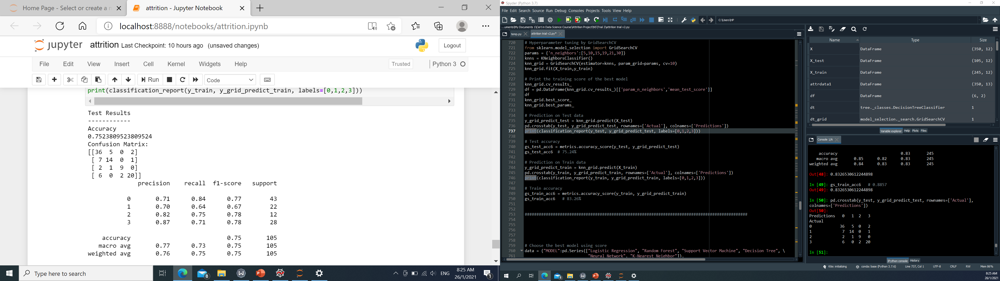 Home Page - Select or create a n
attrition - Jupyter Notebook
localhost:8888/notebooks/attrition.ipynb
jupyter attrition Last Checkpoint: 10 hours ago (unsaved changes)
Logout
File Edit View Insert Cell Kernel Widgets Help
Trusted
Python 3
Run
Code
print(classification_report(y_train, y_grid_predict_train, labels=[0,1,2,3]))
Test Results
------------
Accuracy
0.7523809523809524
Confusion Matrix:
[[36 5 0 2]
[ 7 14 0 1]
[ 2 1 9 0]
[ 6 0 2 20]]
precision recall f1-score support
0 0.71 0.84 0.77 43
1 0.70 0.64 0.67 22
2 0.82 0.75 0.78 12
3 0.87 0.71 0.78 28
accuracy 0.75 105
macro avg 0.77 0.73 0.75 105
weighted avg 0.76 0.75 0.75 105
Type here to search
8
ENG
8:25 AM
26/1/2021
1
Spyder (Python 3.7)
File Edit Search Source Run Debug Consoles Projects Tools View Help
C:\Users\HP
...uments\My Documents 1\Cert in Data Science Course\Attrition Project\NS\Trial 2\attrition trial v2.py
temp.py
attrition trial v2.py*
720 # Hyperparameter tuning by GridSearchCV
721 from sklearn.model_selection import GridSearchCV
722 params = {'n_neighbors':[5,10,15,19,21,30]}
723 knns = KNeighborsClassifier()
724 knn_grid = GridSearchCV(estimator=knns, param_grid=params, cv=10)
725 knn_grid.fit(X_train,y_train)
726
727 # Print the training score of the best model
728 knn_grid.cv_results_
729 df = pd.DataFrame(knn_grid.cv_results_)[['param_n_neighbors','mean_test_score']]
730 df
731 knn_grid.best_score_
732 knn_grid.best_params_
733
734 # Prediction on Test data
735 y_grid_predict_test = knn_grid.predict(X_test)
736 pd.crosstab(y_test, y_grid_predict_test, rownames=['Actual'], colnames=['Predictions'])
737 print(classification_report(y_test, y_grid_predict_test, labels=[0,1,2,3]))
738
739 # Test accuracy
740 gs_test_acc6 = metrics.accuracy_score(y_test, y_grid_predict_test)
741 gs_test_acc6 # 75.24%
742
743 # Prediction on Train data
744 y_grid_predict_train = knn_grid.predict(X_train)
745 pd.crosstab(y_train, y_grid_predict_train, rownames=['Actual'], colnames=['Predictions'])
746 print(classification_report(y_train, y_grid_predict_train, labels=[0,1,2,3]))
747
748 # Train accuracy
749 gs_train_acc6 = metrics.accuracy_score(y_train, y_grid_predict_train)
750 gs_train_acc6 # 83.26%
751
752
753 ###############################################################################################
754
755
756
757
758
759 # Choose the best model using score
760 data = {"MODEL":pd.Series(["Logistic Regression", "Random Forest", "Support Vector Machine", "Decision Tree", \
761 "Neural Network", "K-Nearest Neighbor"]),
Name Type Size
X DataFrame (350, 12)
X_test DataFrame (105, 12)
X_train DataFrame (245, 12)
attrdata1 DataFrame (350, 13)
df DataFrame (6, 2)
dt tree._classes.DecisionTreeClassifier 1
dt_grid model_selection._search.GridSearchCV 1
Variable explorer Help Plots Files
Console 1/A
accuracy 0.83 245
macro avg 0.85 0.82 0.83 245
weighted avg 0.84 0.83 0.83 245
Out[48]: 0.8326530612244898
In [49]: gs_train_acc6 # 0.8857
Out[49]: 0.8326530612244898
In [50]: pd.crosstab(y_test, y_grid_predict_test, rownames=['Actual'],
colnames=['Predictions'])
Out[50]:
Predictions 0 1 2 3
Actual
0 36 5 0 2
1 7 14 0 1
2 2 1 9 0
3 6 0 2 20
In [51]:
IPython console History
Kite: initializing conda: base (Python 3.7.6) Line 737, Col 1 UTF-8 CRLF RW Mem 86%
8
8:25 AM
26/1/2021